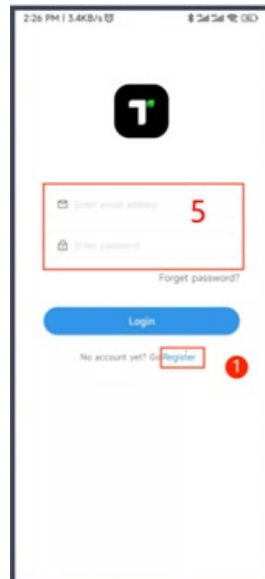 2:26 PM | 3.4KB/s
T
Enter email address
5
Enter password
Forget password?
Login
No account yet? Go Register
1